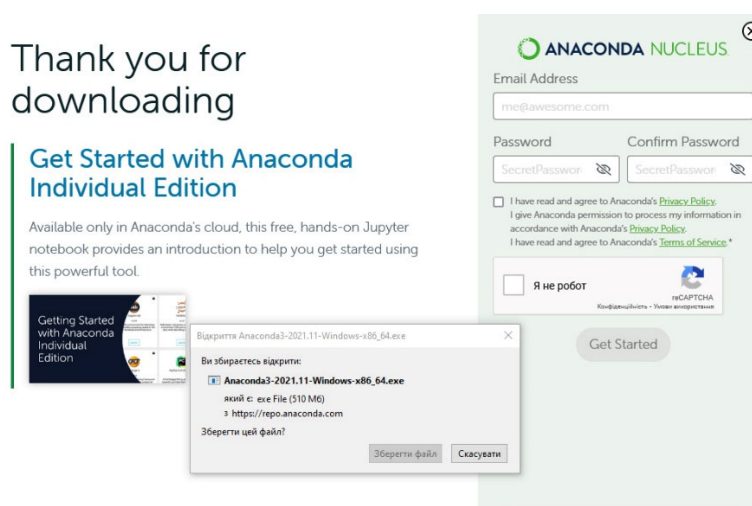 Thank you for
downloading
Get Started with Anaconda
Individual Edition
Available only in Anaconda's cloud, this free, hands-on Jupyter
notebook provides an introduction to help you get started using
this powerful tool.
Getting Started
with Anaconda
Individual
Edition
ANACONDA NUCLEUS
Email Address
me@awesome.com
Password
Confirm Password
SecretPasswor
SecretPasswor
I have read and agree to Anaconda's Privacy Policy.
I give Anaconda permission to process my information in
accordance with Anaconda's Privacy Policy.
I have read and agree to Anaconda's Terms of Service.*
Я не робот
reCAPTCHA
Конфіденційність - Умови використання
Get Started
Відкриття Anaconda3-2021.11-Windows-x86_64.exe
Ви збираєтесь відкрити:
Anaconda3-2021.11-Windows-x86_64.exe
який є: exe File (510 Мб)
з https://repo.anaconda.com
Зберегти цей файл?
Зберегти файл
Скасувати